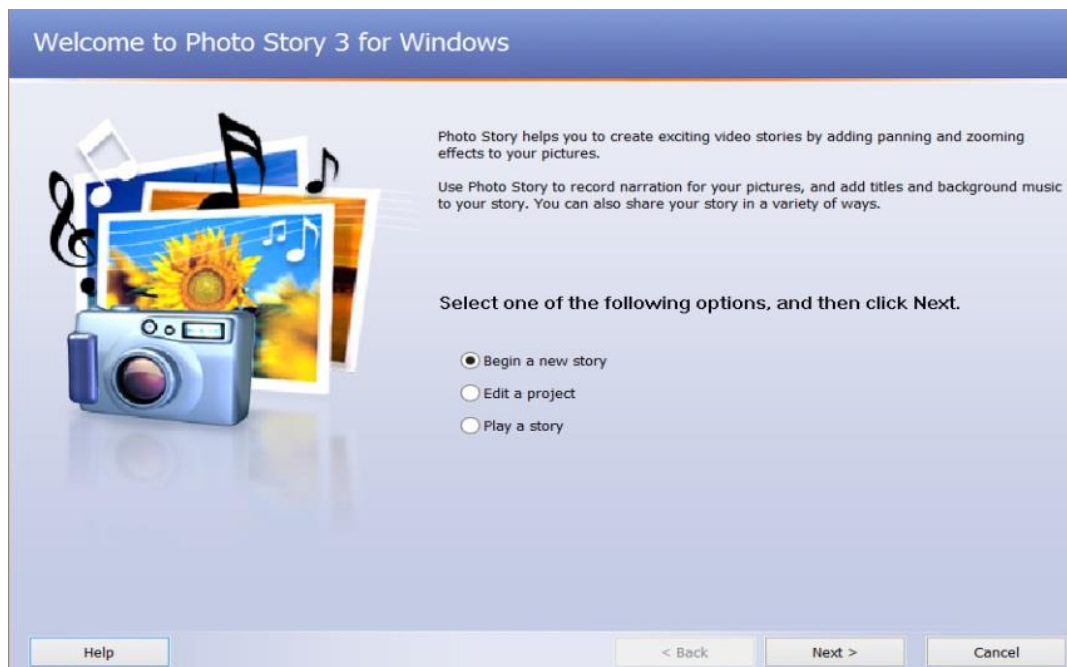 Welcome to Photo Story 3 for Windows
Photo Story helps you to create exciting video stories by adding panning and zooming
effects to your pictures.
Use Photo Story to record narration for your pictures, and add titles and background music
to your story. You can also share your story in a variety of ways.
Select one of the following options, and then click Next.
Begin a new story
Edit a project
Play a story
Help
< Back
Next >
Cancel